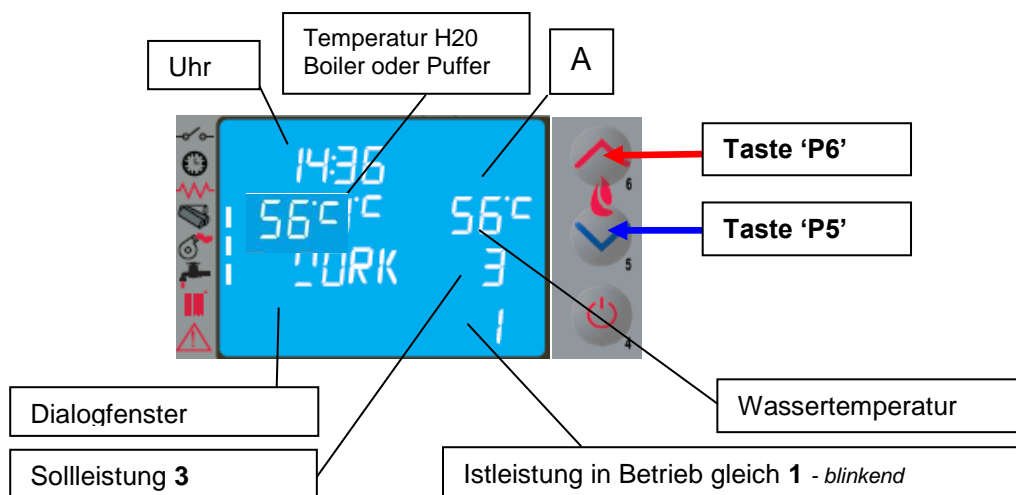 Temperatur H20
Boiler oder Puffer
Uhr
A
14:36
56°C
°C
56°C
WORK
3
1
6
5
4
Taste ‘P6’
Taste ‘P5’
Dialogfenster
Wassertemperatur
Sollleistung 3
Istleistung in Betrieb gleich 1 - blinkend